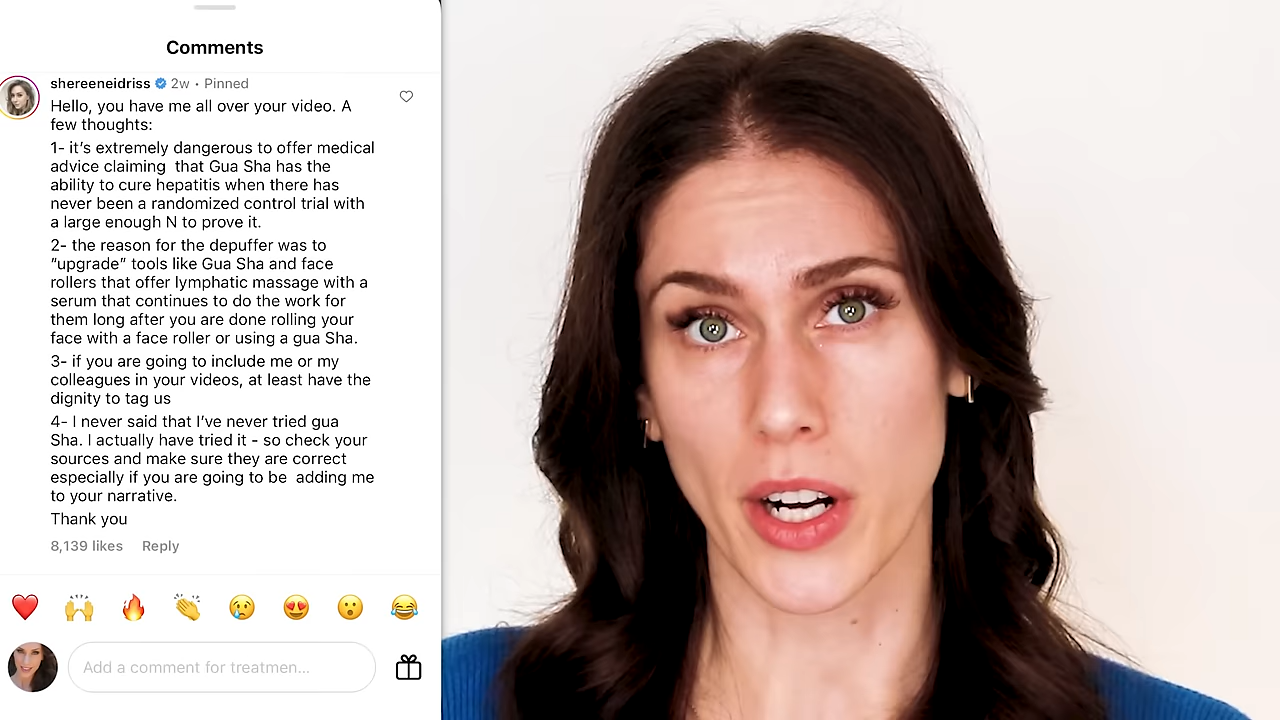 Comments
shereeneidriss 2w • Pinned
Hello, you have me all over your video. A
few thoughts:
1- it's extremely dangerous to offer medical
advice claiming  that Gua Sha has the
ability to cure hepatitis when there has
never been a randomized control trial with
a large enough N to prove it.
2- the reason for the depuffer was to
"upgrade" tools like Gua Sha and face
rollers that offer lymphatic massage with a
serum that continues to do the work for
them long after you are done rolling your
face with a face roller or using a gua Sha.
3- if you are going to include me or my
colleagues in your videos, at least have the
dignity to tag us
4- I never said that I've never tried gua
Sha. I actually have tried it - so check your
sources and make sure they are correct
especially if you are going to be  adding me
to your narrative.
Thank you
8,139 likes Reply
Add a comment for treatmen...